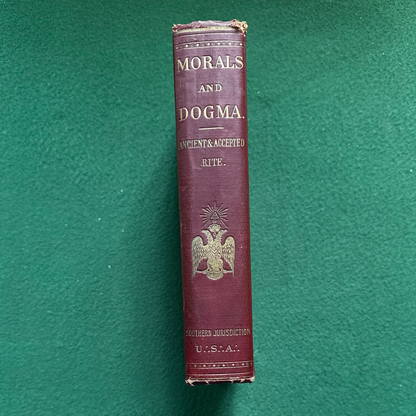 MORALS
AND
DOGMA.
ANCIENT & ACCEPTED
RITE.
SOUTHERN JURISDICTION
U.∴S.∴A.∴